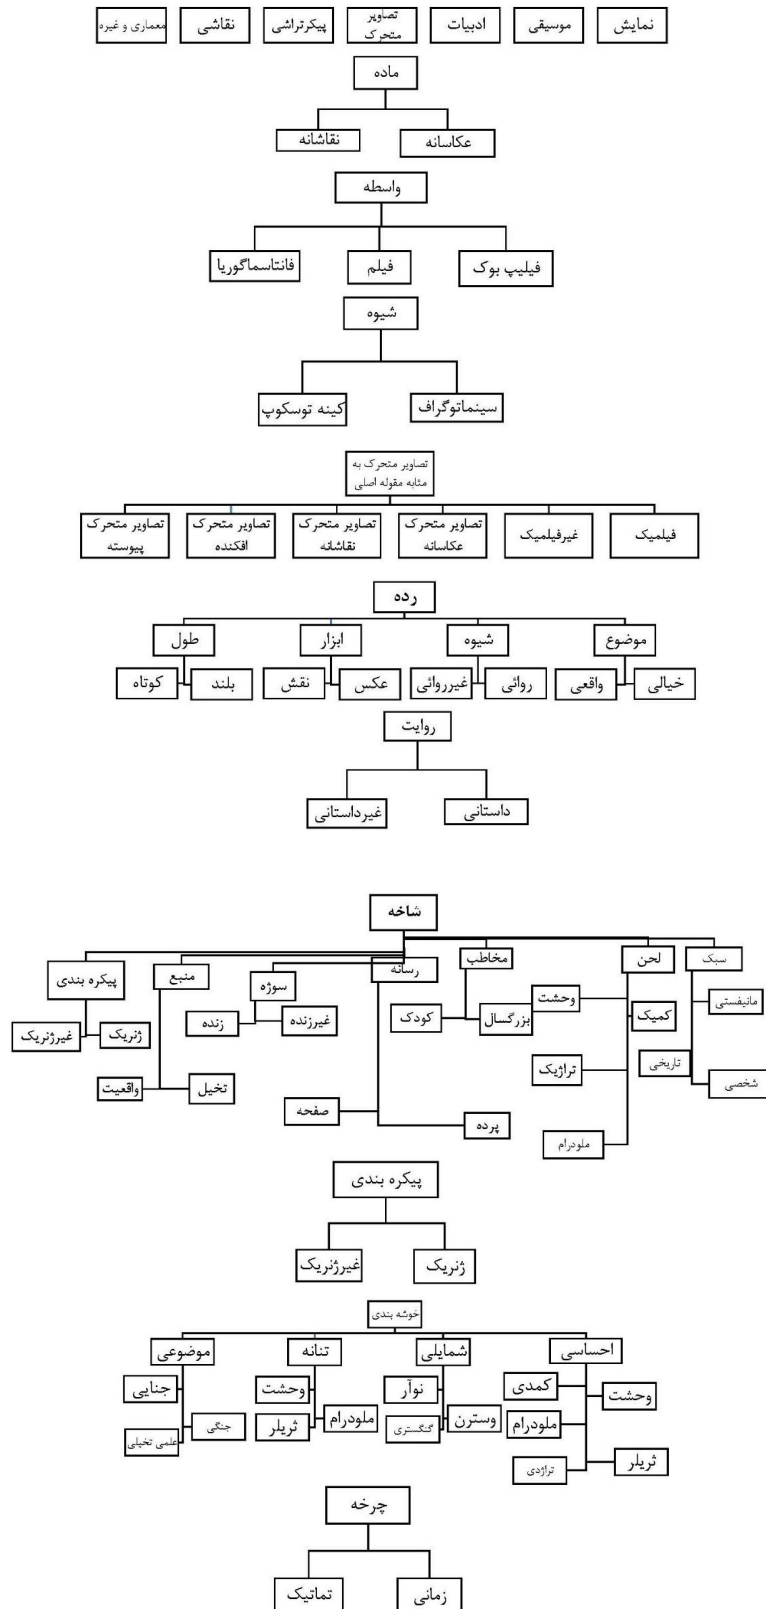 نمایش موسیقی ادبیات تصاویر متحرک پیکرتراشی نقاشی معماری و غیره
ماده
عکاسانه نقاشانه
واسطه
فیلیپ بوک فیلم فانتاسماگوریا
شیوه
سینماتوگراف کینه توسکوپ
تصاویر متحرک به
مثابه مقوله اصلی
فیلمیک غیرفیلمیک تصاویر متحرک عکاسانه تصاویر متحرک نقاشانه تصاویر متحرک افکنده تصاویر متحرک پیوسته
رده
موضوع شیوه ابزار طول
خیالی واقعی روائی غیرروائی عکس نقش بلند کوتاه
روایت
داستانی غیرداستانی
شاخه
سبک لحن مخاطب رسانه سوژه منبع پیکره بندی
مانیفستی وحشت کمیک بزرگسال کودک غیرزنده زنده ژنریک غیرژنریک
تاریخی تراژیک
شخصی تخیل واقعیت
صفحه پرده ملودرام
پیکره بندی
ژنریک غیرژنریک
خوشه بندی
احساسی شمایلی تنانه موضوعی
کمدی وحشت نوآر وحشت جنایی
ملودرام وسترن گنگستری ملودرام ثریلر جنگی علمی تخیلی
ثریلر تراژدی
چرخه
زمانی تماتیک